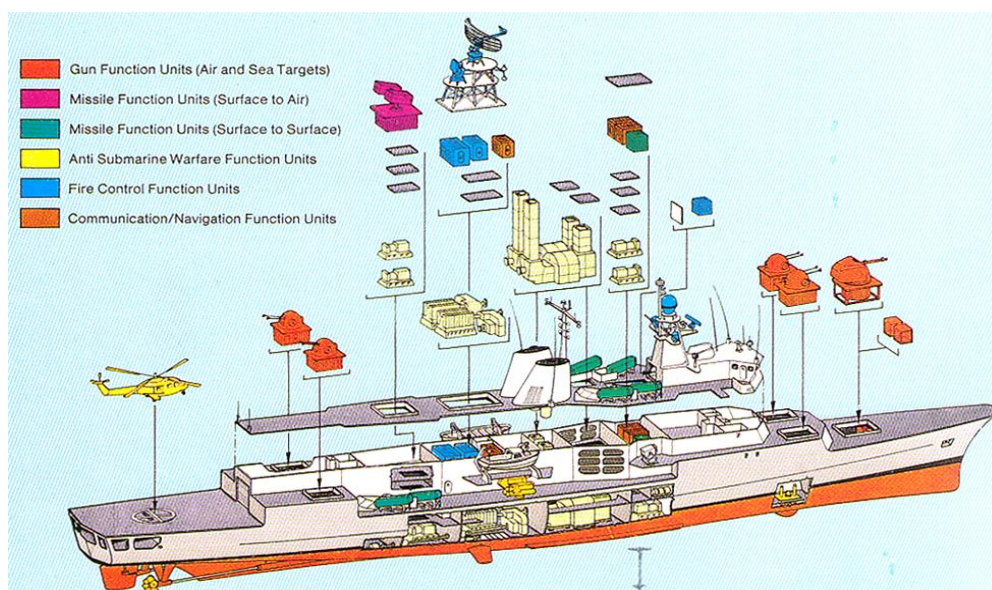 Gun Function Units (Air and Sea Targets)
Missile Function Units (Surface to Air)
Missile Function Units (Surface to Surface)
Anti Submarine Warfare Function Units
Fire Control Function Units
Communication/Navigation Function Units